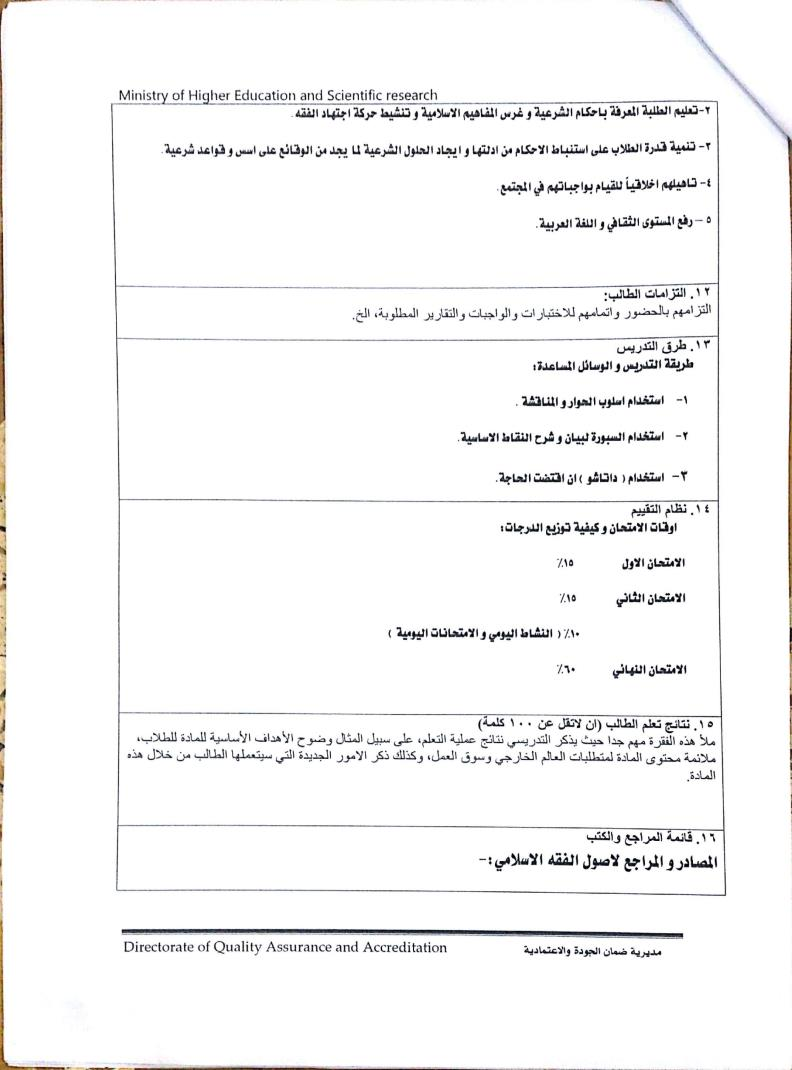 Ministry of Higher Education and Scientific research
٢-تعليم الطلبة المعرفة باحكام الشرعية و غرس المفاهيم الاسلامية و تنشيط حركة اجتهاد الفقه .
٣- تنمية قدرة الطلاب على استنباط الاحكام من ادلتها و ايجاد الحلول الشرعية لما يجد من الوقائع على اسس و قواعد شرعية .
٤- تاهيلهم اخلاقياً للقيام بواجباتهم في المجتمع .
٥ – رفع المستوى الثقافي و اللغة العربية .
١٢. التزامات الطالب:
التزامهم بالحضور واتمامهم للاختبارات والواجبات والتقارير المطلوبة، الخ.
١٣. طرق التدريس
طريقة التدريس و الوسائل المساعدة :
١- استخدام اسلوب الحوار و المناقشة .
٢- استخدام السبورة لبيان و شرح النقاط الاساسية .
٣- استخدام ( داتاشو ) ان اقتضت الحاجة .
١٤. نظام التقييم
اوقات الامتحان و كيفية توزيع الدرجات :
الامتحان الاول ١٥٪
الامتحان الثاني ١٥٪
١٠٪ ( النشاط اليومي و الامتحانات اليومية )
الامتحان النهائي ٦٠٪
١٥. نتائج تعلم الطالب (ان لاتقل عن ١٠٠ كلمة)
ملأ هذه الفقرة مهم جدا حيث يذكر التدريسي نتائج عملية التعلم، على سبيل المثال وضوح الأهداف الأساسية للمادة للطلاب،
ملائمة محتوى المادة لمتطلبات العالم الخارجي وسوق العمل، وكذلك ذكر الامور الجديدة التي سيتعملها الطالب من خلال هذه
المادة.
١٦. قائمة المراجع والكتب
المصادر و المراجع لاصول الفقه الاسلامي :-
Directorate of Quality Assurance and Accreditation مديرية ضمان الجودة والاعتمادية